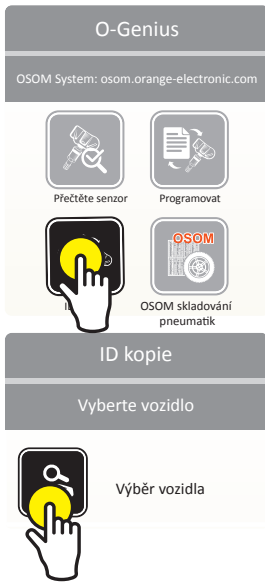 O-Genius
OSOM System: osom.orange-electronic.com
Přečtěte senzor
Programovat
OSOM
OSOM skladování
pneumatik
ID kopie
Vyberte vozidlo
Výběr vozidla